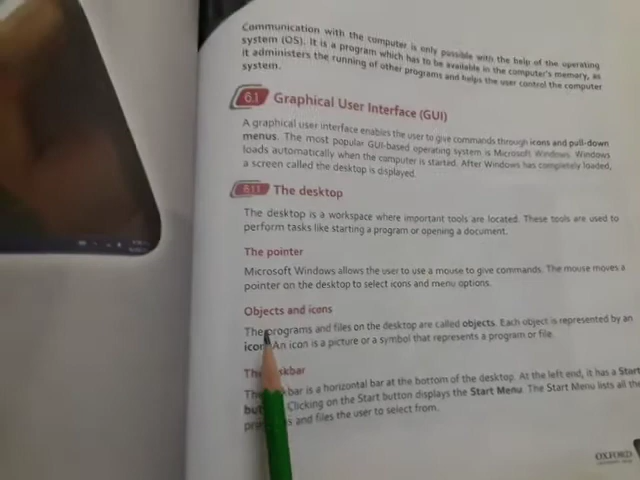 Communication with the computer is only possible with the help of the operating
system (OS). It is a program which has to be available in the computer's memory, as
it administers the running of other programs and helps the user control the computer
system.
6.1 Graphical User Interface (GUI)
A graphical user interface enables the user to give commands through icons and pull-down
menus. The most popular GUI-based operating system is Microsoft Windows. Windows
loads automatically when the computer is started. After Windows has completely loaded,
a screen called the desktop is displayed.
6.1.1 The desktop
The desktop is a workspace where important tools are located. These tools are used to
perform tasks like starting a program or opening a document.
The pointer
Microsoft Windows allows the user to use a mouse to give commands. The mouse moves a
pointer on the desktop to select icons and menu options.
Objects and icons
The programs and files on the desktop are called objects. Each object is represented by an
icon. An icon is a picture or a symbol that represents a program or file.
The
The kbar is a horizontal bar at the bottom of the desktop. At the left end, it has a Start
Clicking on the Start button displays the Start Menu. The Start Menu lists all the
and files the user to select from.
OXFORD